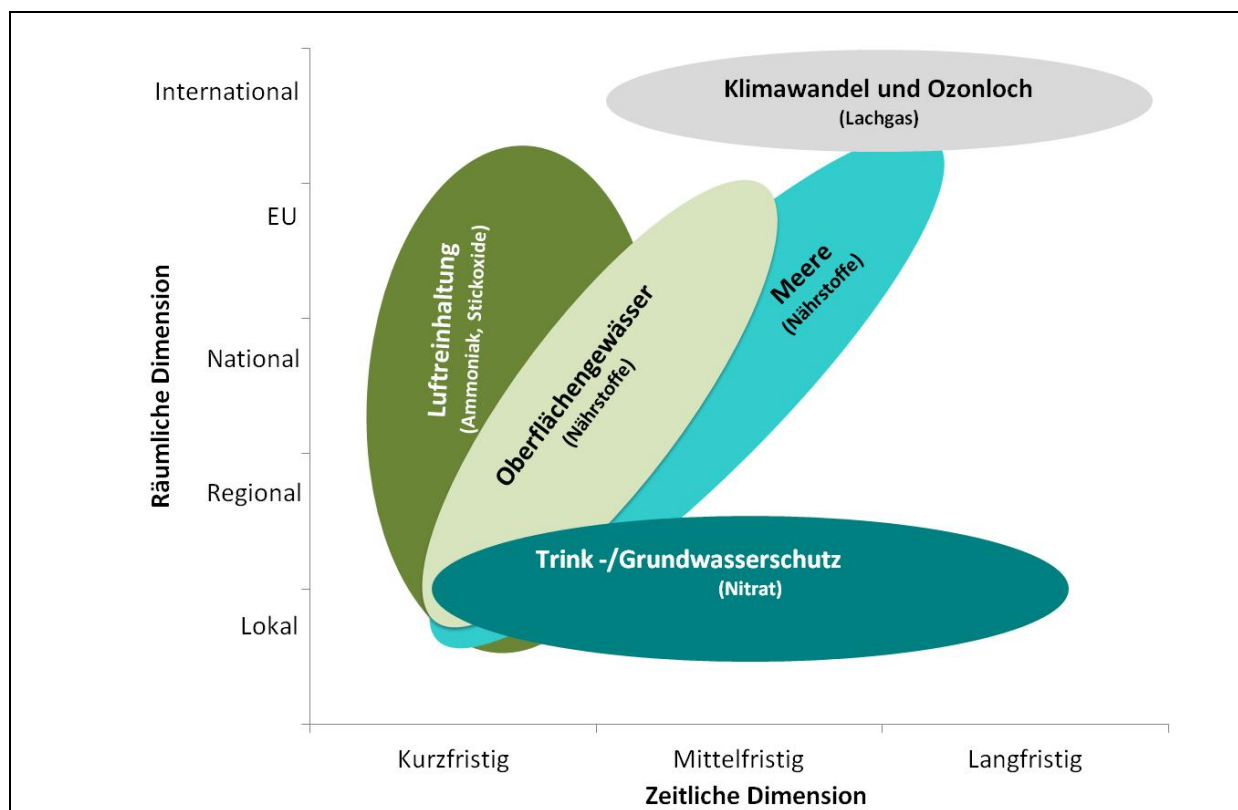 International
EU
National
Regional
Lokal
Räumliche Dimension
Klimawandel und Ozonloch
(Lachgas)
Luftreinhaltung
(Ammoniak, Stickoxide)
Oberflächengewässer
(Nährstoffe)
Meere
(Nährstoffe)
Trink -/Grundwasserschutz
(Nitrat)
Kurzfristig
Mittelfristig
Langfristig
Zeitliche Dimension